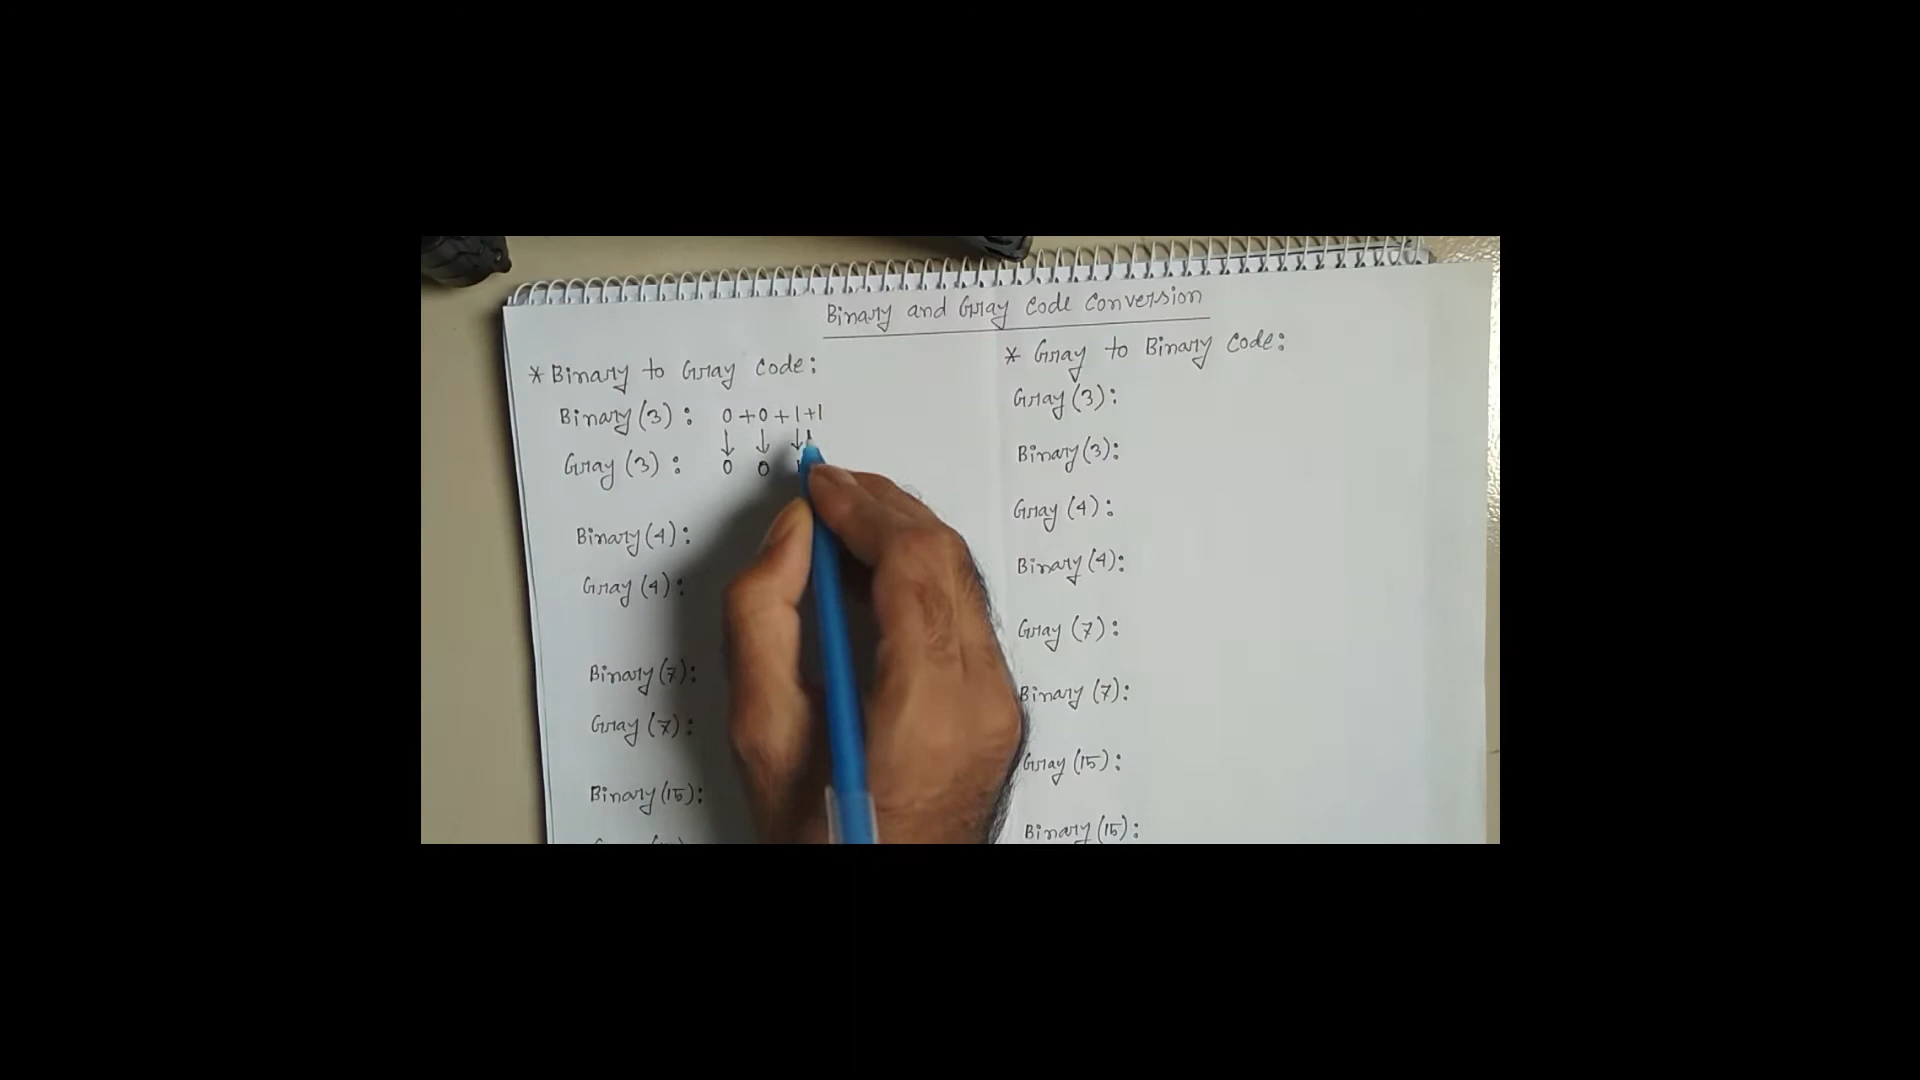 Binary and Gray Code Conversion
* Binary to Gray Code:
Binary(3): 0+0+1+1
↓ ↓ ↓
Gray(3): 0 0 1
Binary(4):
Gray(4):
Binary(7):
Gray(7):
Binary(15):
* Gray to Binary Code:
Gray(3):
Binary(3):
Gray(4):
Binary(4):
Gray(7):
Binary(7):
Gray(15):
Binary(15):